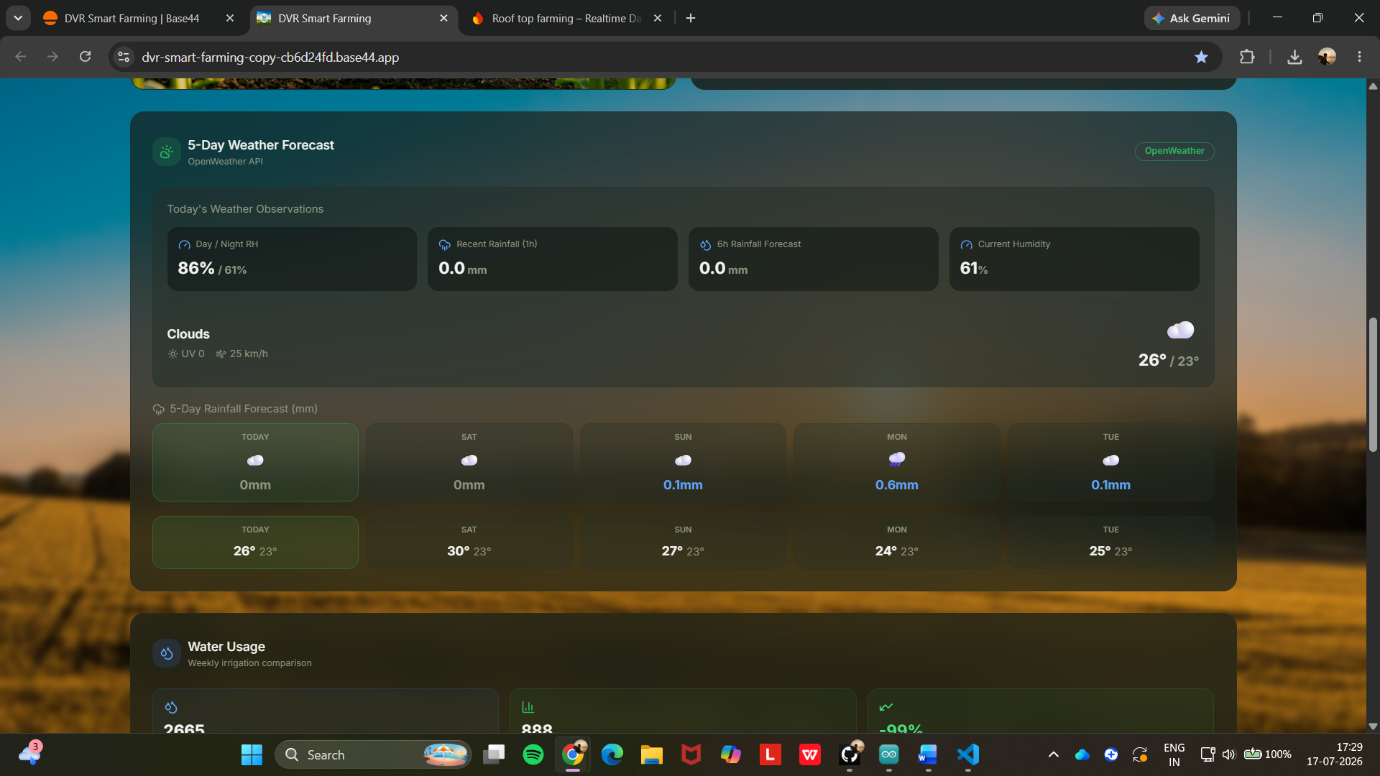 DVR Smart Farming | Base44
DVR Smart Farming
Roof top farming – Realtime Da
Ask Gemini
dvr-smart-farming-copy-cb6d24fd.base44.app
5-Day Weather Forecast
OpenWeather API
OpenWeather
Today's Weather Observations
Day / Night RH
86% / 61%
Recent Rainfall (1h)
0.0 mm
6h Rainfall Forecast
0.0 mm
Current Humidity
61%
Clouds
UV 0 25 km/h
26° / 23°
5-Day Rainfall Forecast (mm)
TODAY
0mm
SAT
0mm
SUN
0.1mm
MON
0.6mm
TUE
0.1mm
TODAY
26° 23°
SAT
30° 23°
SUN
27° 23°
MON
24° 23°
TUE
25° 23°
Water Usage
Weekly irrigation comparison
2665
888
-99%
3
Search
L
W
ENG
IN
100%
17:29
17-07-2026